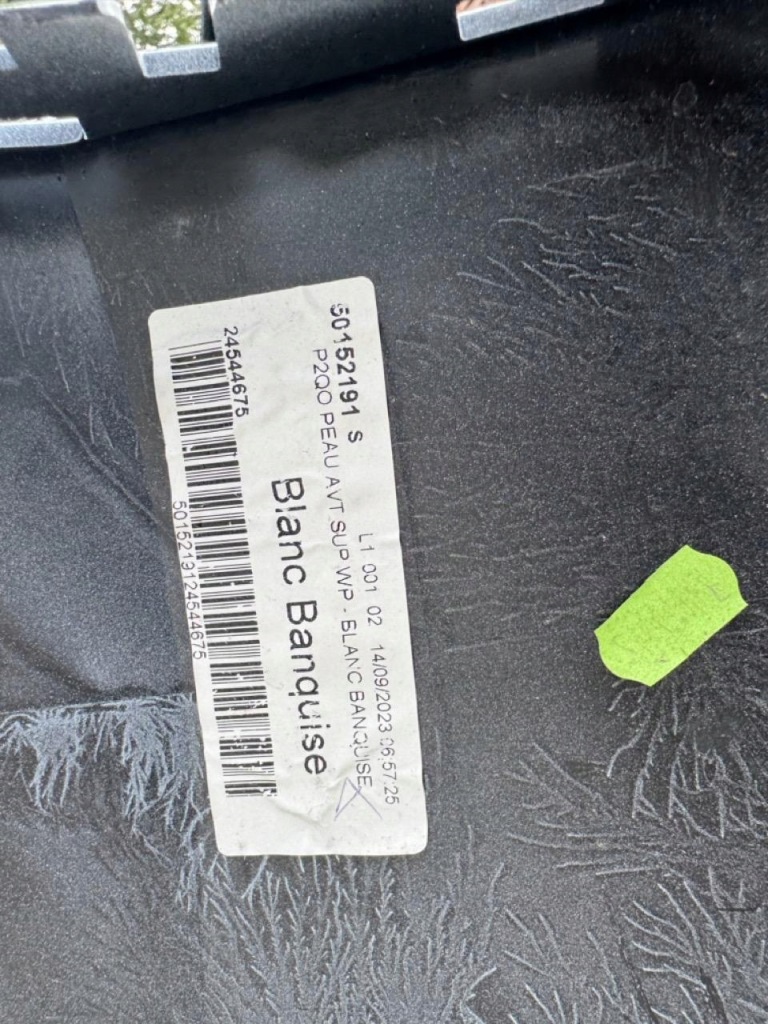 50152191 S
L1 001 02 14/09/2023 06:57:25
P2QO PEAU AVT SUP WP - BLANC BANQUISE
Blanc Banquise
24544675
5015219124544675